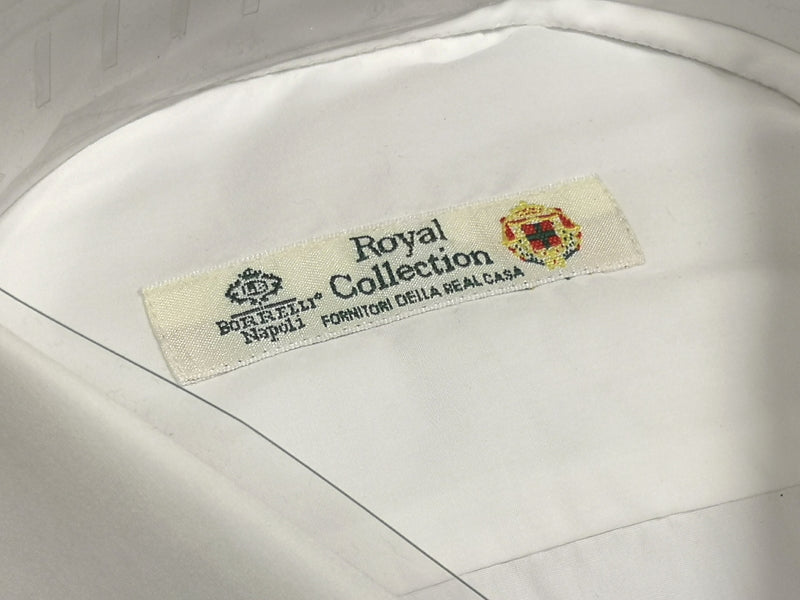 BORRELLI®
Napoli
Royal
Collection
FORNITORI DELLA REAL CASA